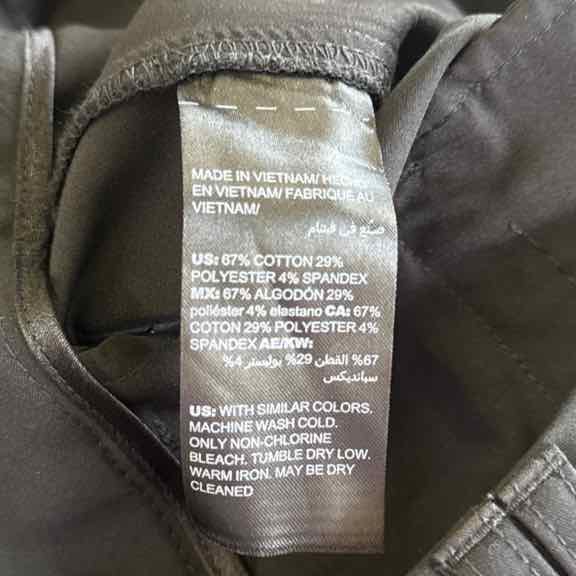 MADE IN VIETNAM/ HECHO
EN VIETNAM/ FABRIQUÉ AU
VIETNAM/
صنع في فيتنام
US: 67% COTTON 29%
POLYESTER 4% SPANDEX
MX: 67% ALGODÓN 29%
poliéster 4% elastano CA: 67%
COTON 29% POLYESTER 4%
SPANDEX AE/KW:
67% القطن 29% بوليستر 4%
سبانديكس
US: WITH SIMILAR COLORS.
MACHINE WASH COLD.
ONLY NON-CHLORINE
BLEACH. TUMBLE DRY LOW.
WARM IRON. MAY BE DRY
CLEANED